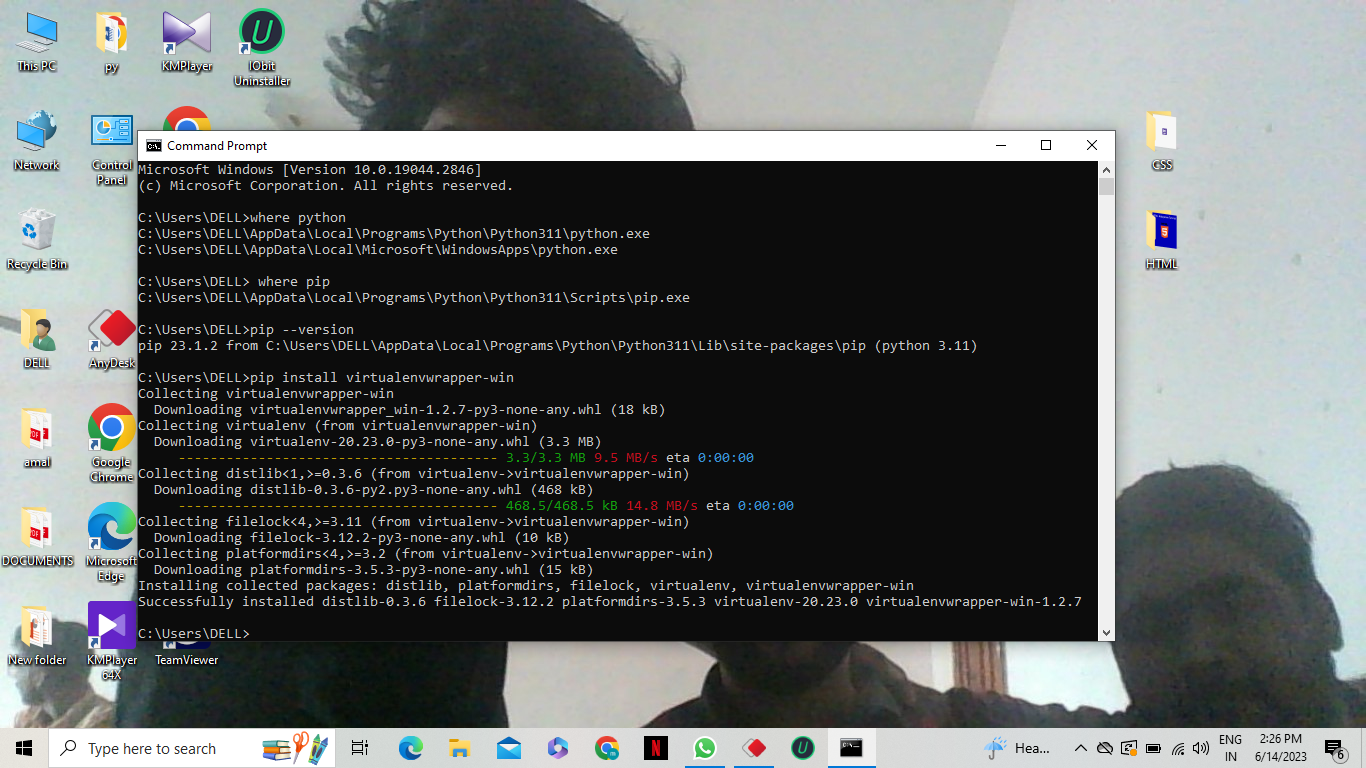 This PC
py
KMPlayer
IObit
Uninstaller
Network
Control
Panel
Recycle Bin
DELL
AnyDesk
amal
Google
Chrome
DOCUMENTS
Microsoft
Edge
New folder
KMPlayer
64X
TeamViewer
CSS
HTML
Command Prompt
Microsoft Windows [Version 10.0.19044.2846]
(c) Microsoft Corporation. All rights reserved.
C:\Users\DELL>where python
C:\Users\DELL\AppData\Local\Programs\Python\Python311\python.exe
C:\Users\DELL\AppData\Local\Microsoft\WindowsApps\python.exe
C:\Users\DELL> where pip
C:\Users\DELL\AppData\Local\Programs\Python\Python311\Scripts\pip.exe
C:\Users\DELL>pip --version
pip 23.1.2 from C:\Users\DELL\AppData\Local\Programs\Python\Python311\Lib\site-packages\pip (python 3.11)
C:\Users\DELL>pip install virtualenvwrapper-win
Collecting virtualenvwrapper-win
  Downloading virtualenvwrapper_win-1.2.7-py3-none-any.whl (18 kB)
Collecting virtualenv (from virtualenvwrapper-win)
  Downloading virtualenv-20.23.0-py3-none-any.whl (3.3 MB)
     ---------------------------------------- 3.3/3.3 MB 9.5 MB/s eta 0:00:00
Collecting distlib<1,>=0.3.6 (from virtualenv->virtualenvwrapper-win)
  Downloading distlib-0.3.6-py2.py3-none-any.whl (468 kB)
     ---------------------------------------- 468.5/468.5 kB 14.8 MB/s eta 0:00:00
Collecting filelock<4,>=3.11 (from virtualenv->virtualenvwrapper-win)
  Downloading filelock-3.12.2-py3-none-any.whl (10 kB)
Collecting platformdirs<4,>=3.2 (from virtualenv->virtualenvwrapper-win)
  Downloading platformdirs-3.5.3-py3-none-any.whl (15 kB)
Installing collected packages: distlib, platformdirs, filelock, virtualenv, virtualenvwrapper-win
Successfully installed distlib-0.3.6 filelock-3.12.2 platformdirs-3.5.3 virtualenv-20.23.0 virtualenvwrapper-win-1.2.7
C:\Users\DELL>
Type here to search
Hea...
ENG
IN
2:26 PM
6/14/2023
6